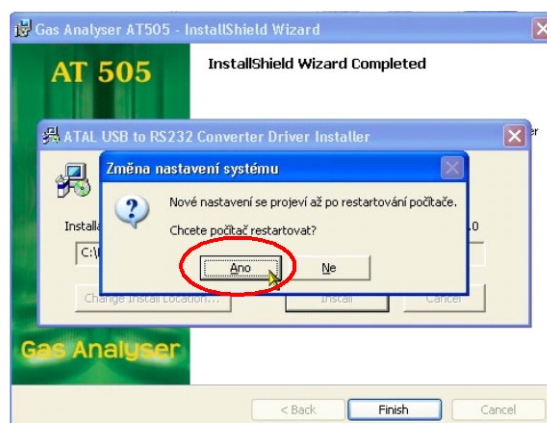 Gas Analyser AT505 - InstallShield Wizard
AT 505
InstallShield Wizard Completed
ATAL USB to RS232 Converter Driver Installer
Změna nastavení systému
Nové nastavení se projeví až po restartování počítače.
Chcete počítač restartovat?
Ano
Ne
C:\
Change Install Location...
Install
Cancel
Gas Analyser
< Back
Finish
Cancel